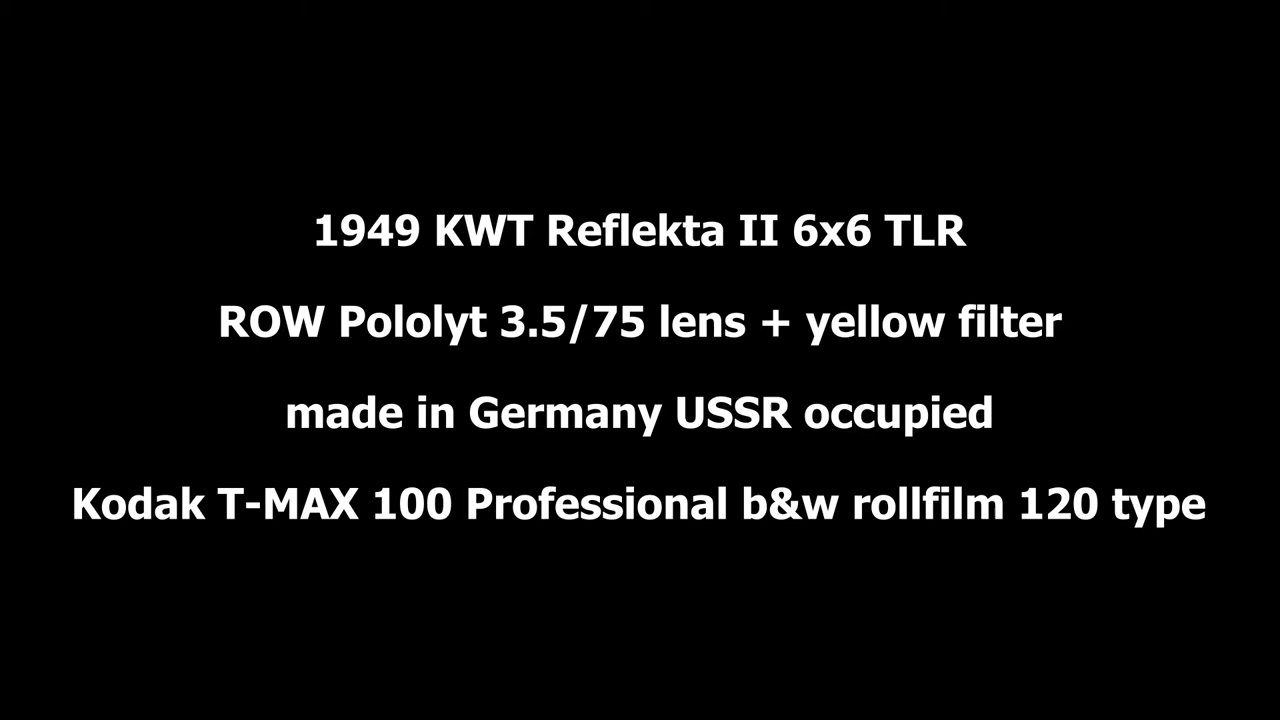 1949 KWT Reflekta II 6x6 TLR
ROW Pololyt 3.5/75 lens + yellow filter
made in Germany USSR occupied
Kodak T-MAX 100 Professional b&w rollfilm 120 type